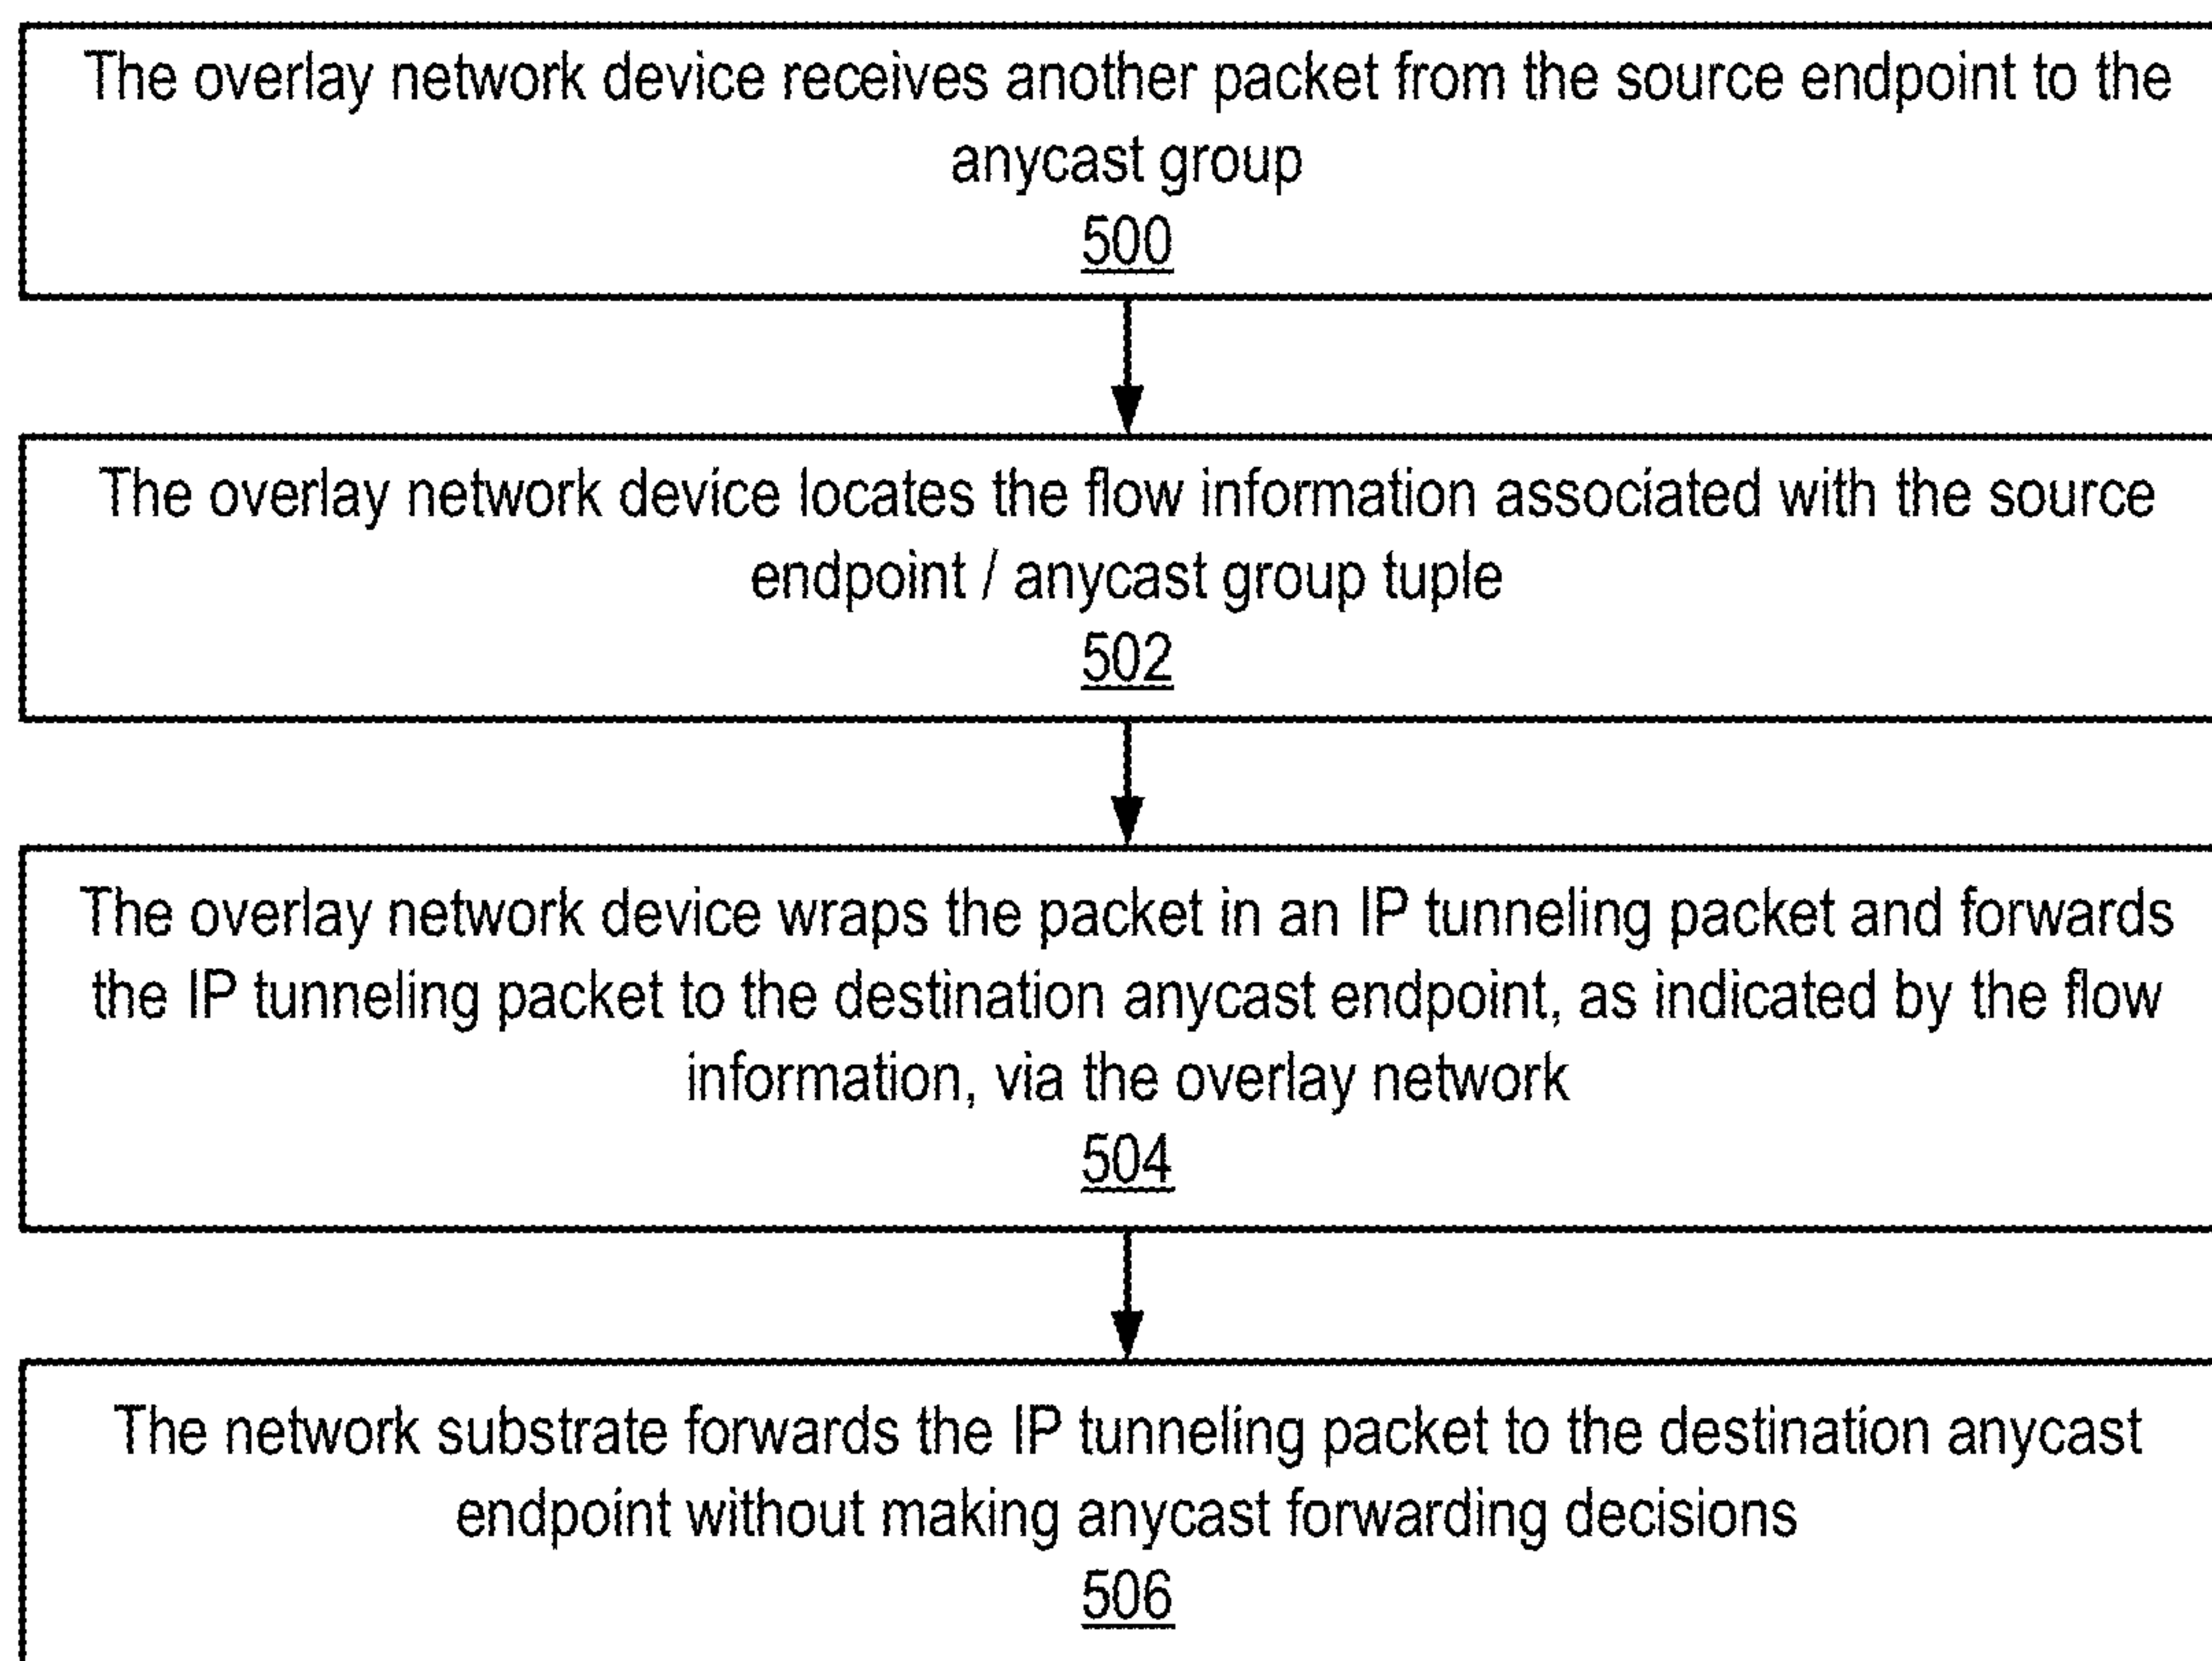 The overlay network device receives another packet from the source endpoint to the
anycast group
500
The overlay network device locates the flow information associated with the source
endpoint / anycast group tuple
502
The overlay network device wraps the packet in an IP tunneling packet and forwards
the IP tunneling packet to the destination anycast endpoint, as indicated by the flow
information, via the overlay network
504
The network substrate forwards the IP tunneling packet to the destination anycast
endpoint without making anycast forwarding decisions
506